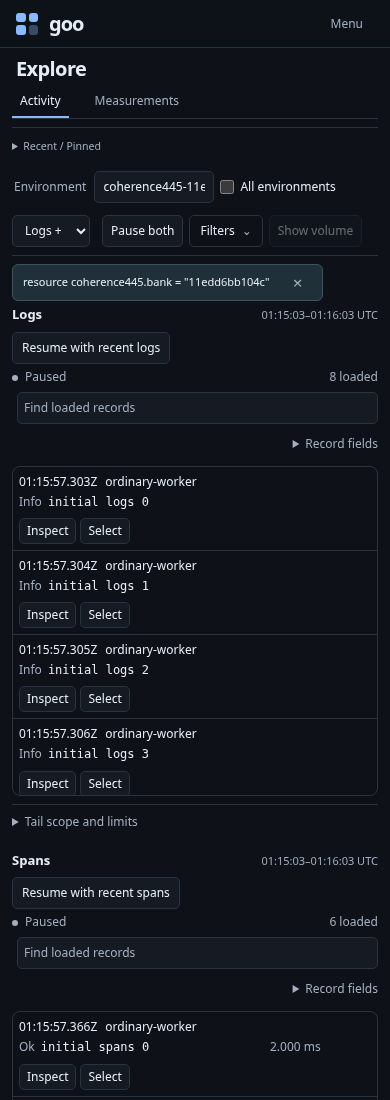 goo
Menu
Explore
Activity
Measurements
Recent / Pinned
Environment
coherence445-11e
All environments
Logs +
Pause both
Filters
Show volume
resource coherence445.bank = "11edd6bb104c" ×
Logs
01:15:03–01:16:03 UTC
Resume with recent logs
Paused
8 loaded
Find loaded records
Record fields
01:15:57.303Z ordinary-worker
Info initial logs 0
Inspect
Select
01:15:57.304Z ordinary-worker
Info initial logs 1
Inspect
Select
01:15:57.305Z ordinary-worker
Info initial logs 2
Inspect
Select
01:15:57.306Z ordinary-worker
Info initial logs 3
Inspect
Select
Tail scope and limits
Spans
01:15:03–01:16:03 UTC
Resume with recent spans
Paused
6 loaded
Find loaded records
Record fields
01:15:57.366Z ordinary-worker
Ok initial spans 0 2.000 ms
Inspect
Select